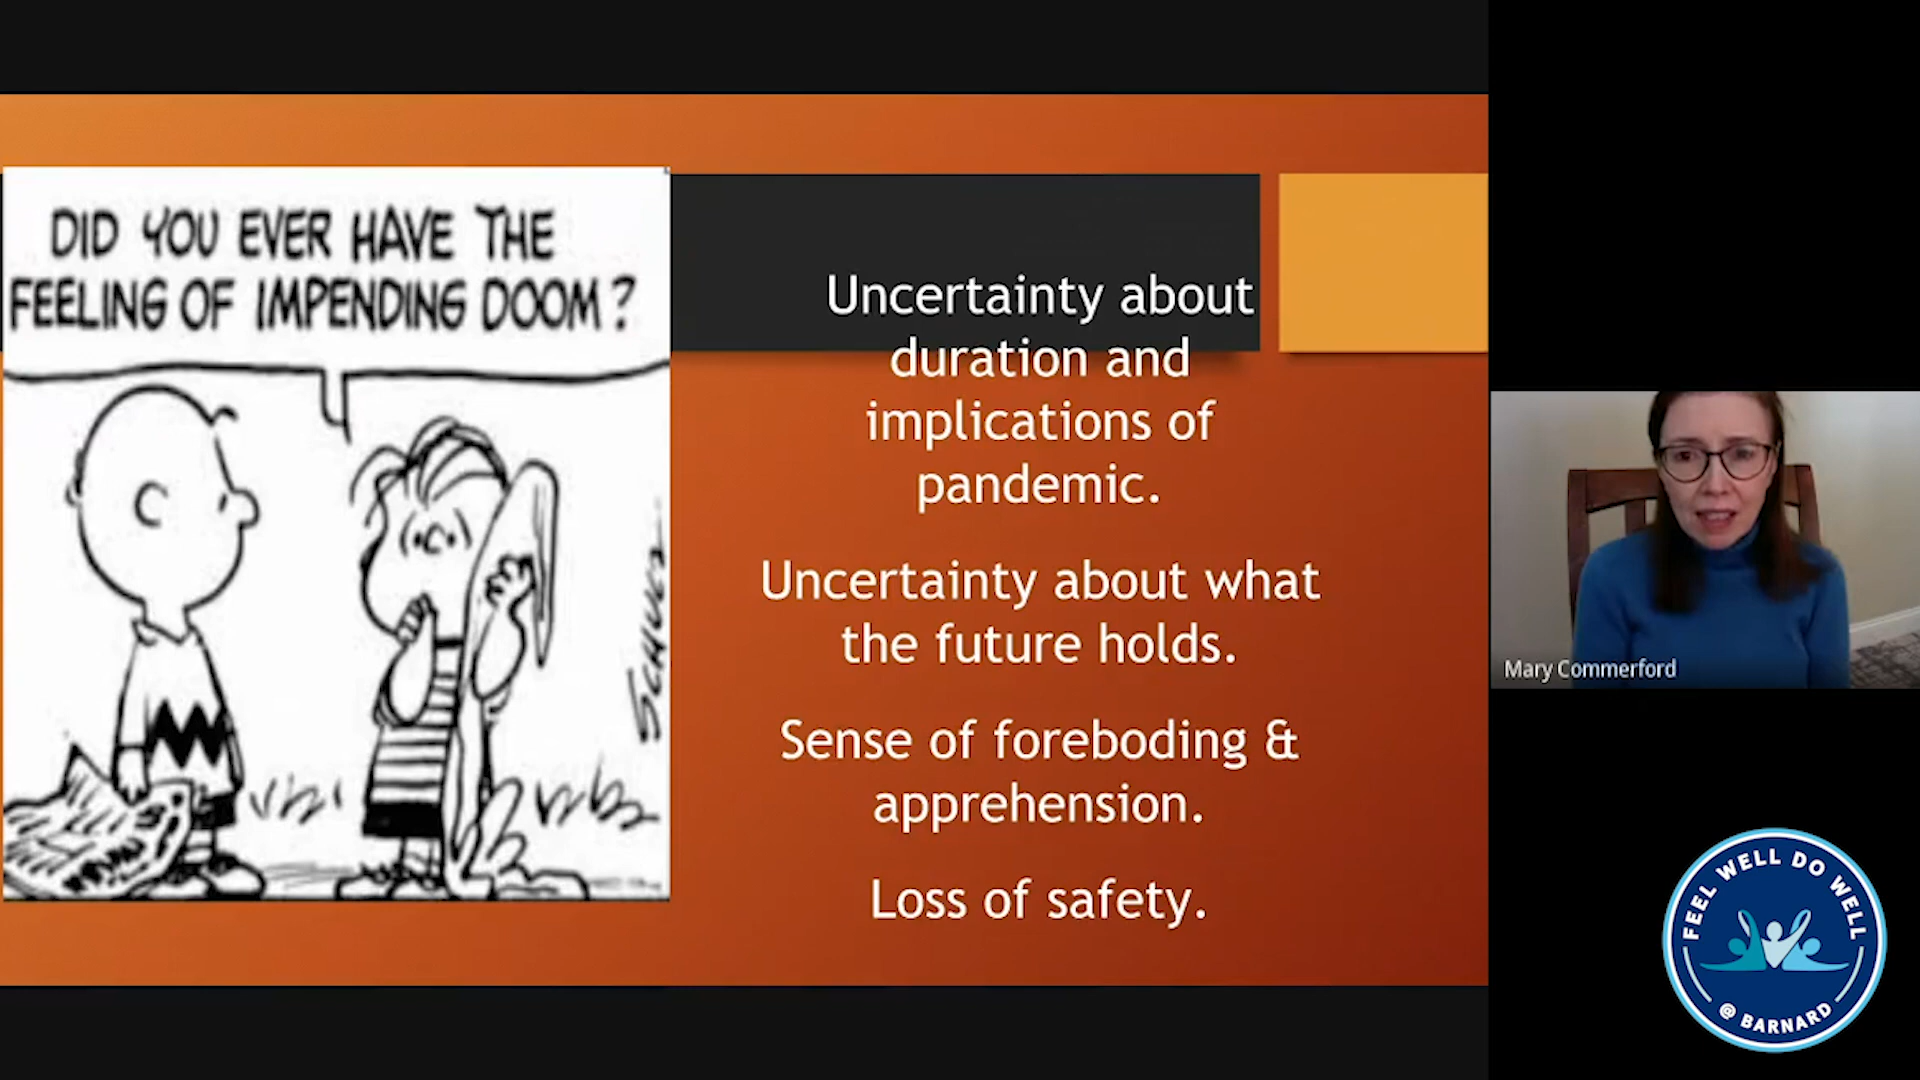 DID YOU EVER HAVE THE
FEELING OF IMPENDING DOOM?
SCHULZ
Uncertainty about
duration and
implications of
pandemic.
Uncertainty about what
the future holds.
Sense of foreboding &
apprehension.
Loss of safety.
Mary Commerford
FEEL WELL DO WELL
@ BARNARD